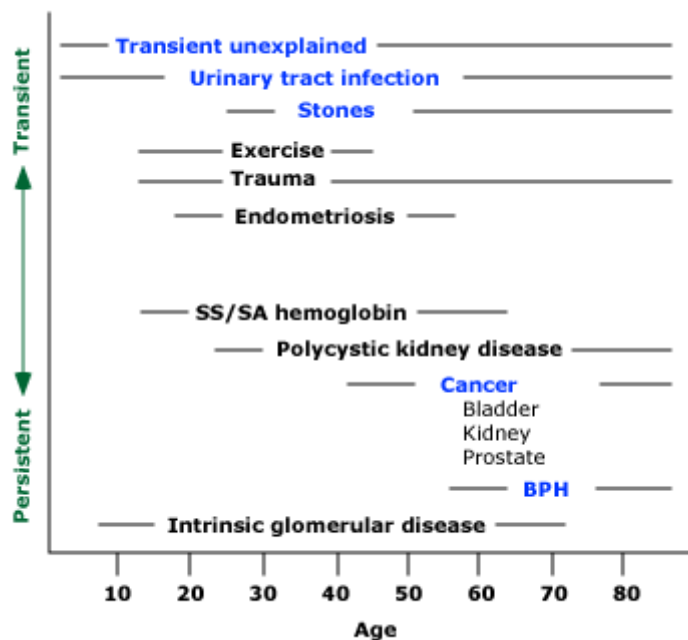 Transient
Persistent
Transient unexplained
Urinary tract infection
Stones
Exercise
Trauma
Endometriosis
SS/SA hemoglobin
Polycystic kidney disease
Cancer
Bladder
Kidney
Prostate
BPH
Intrinsic glomerular disease
10 20 30 40 50 60 70 80
Age